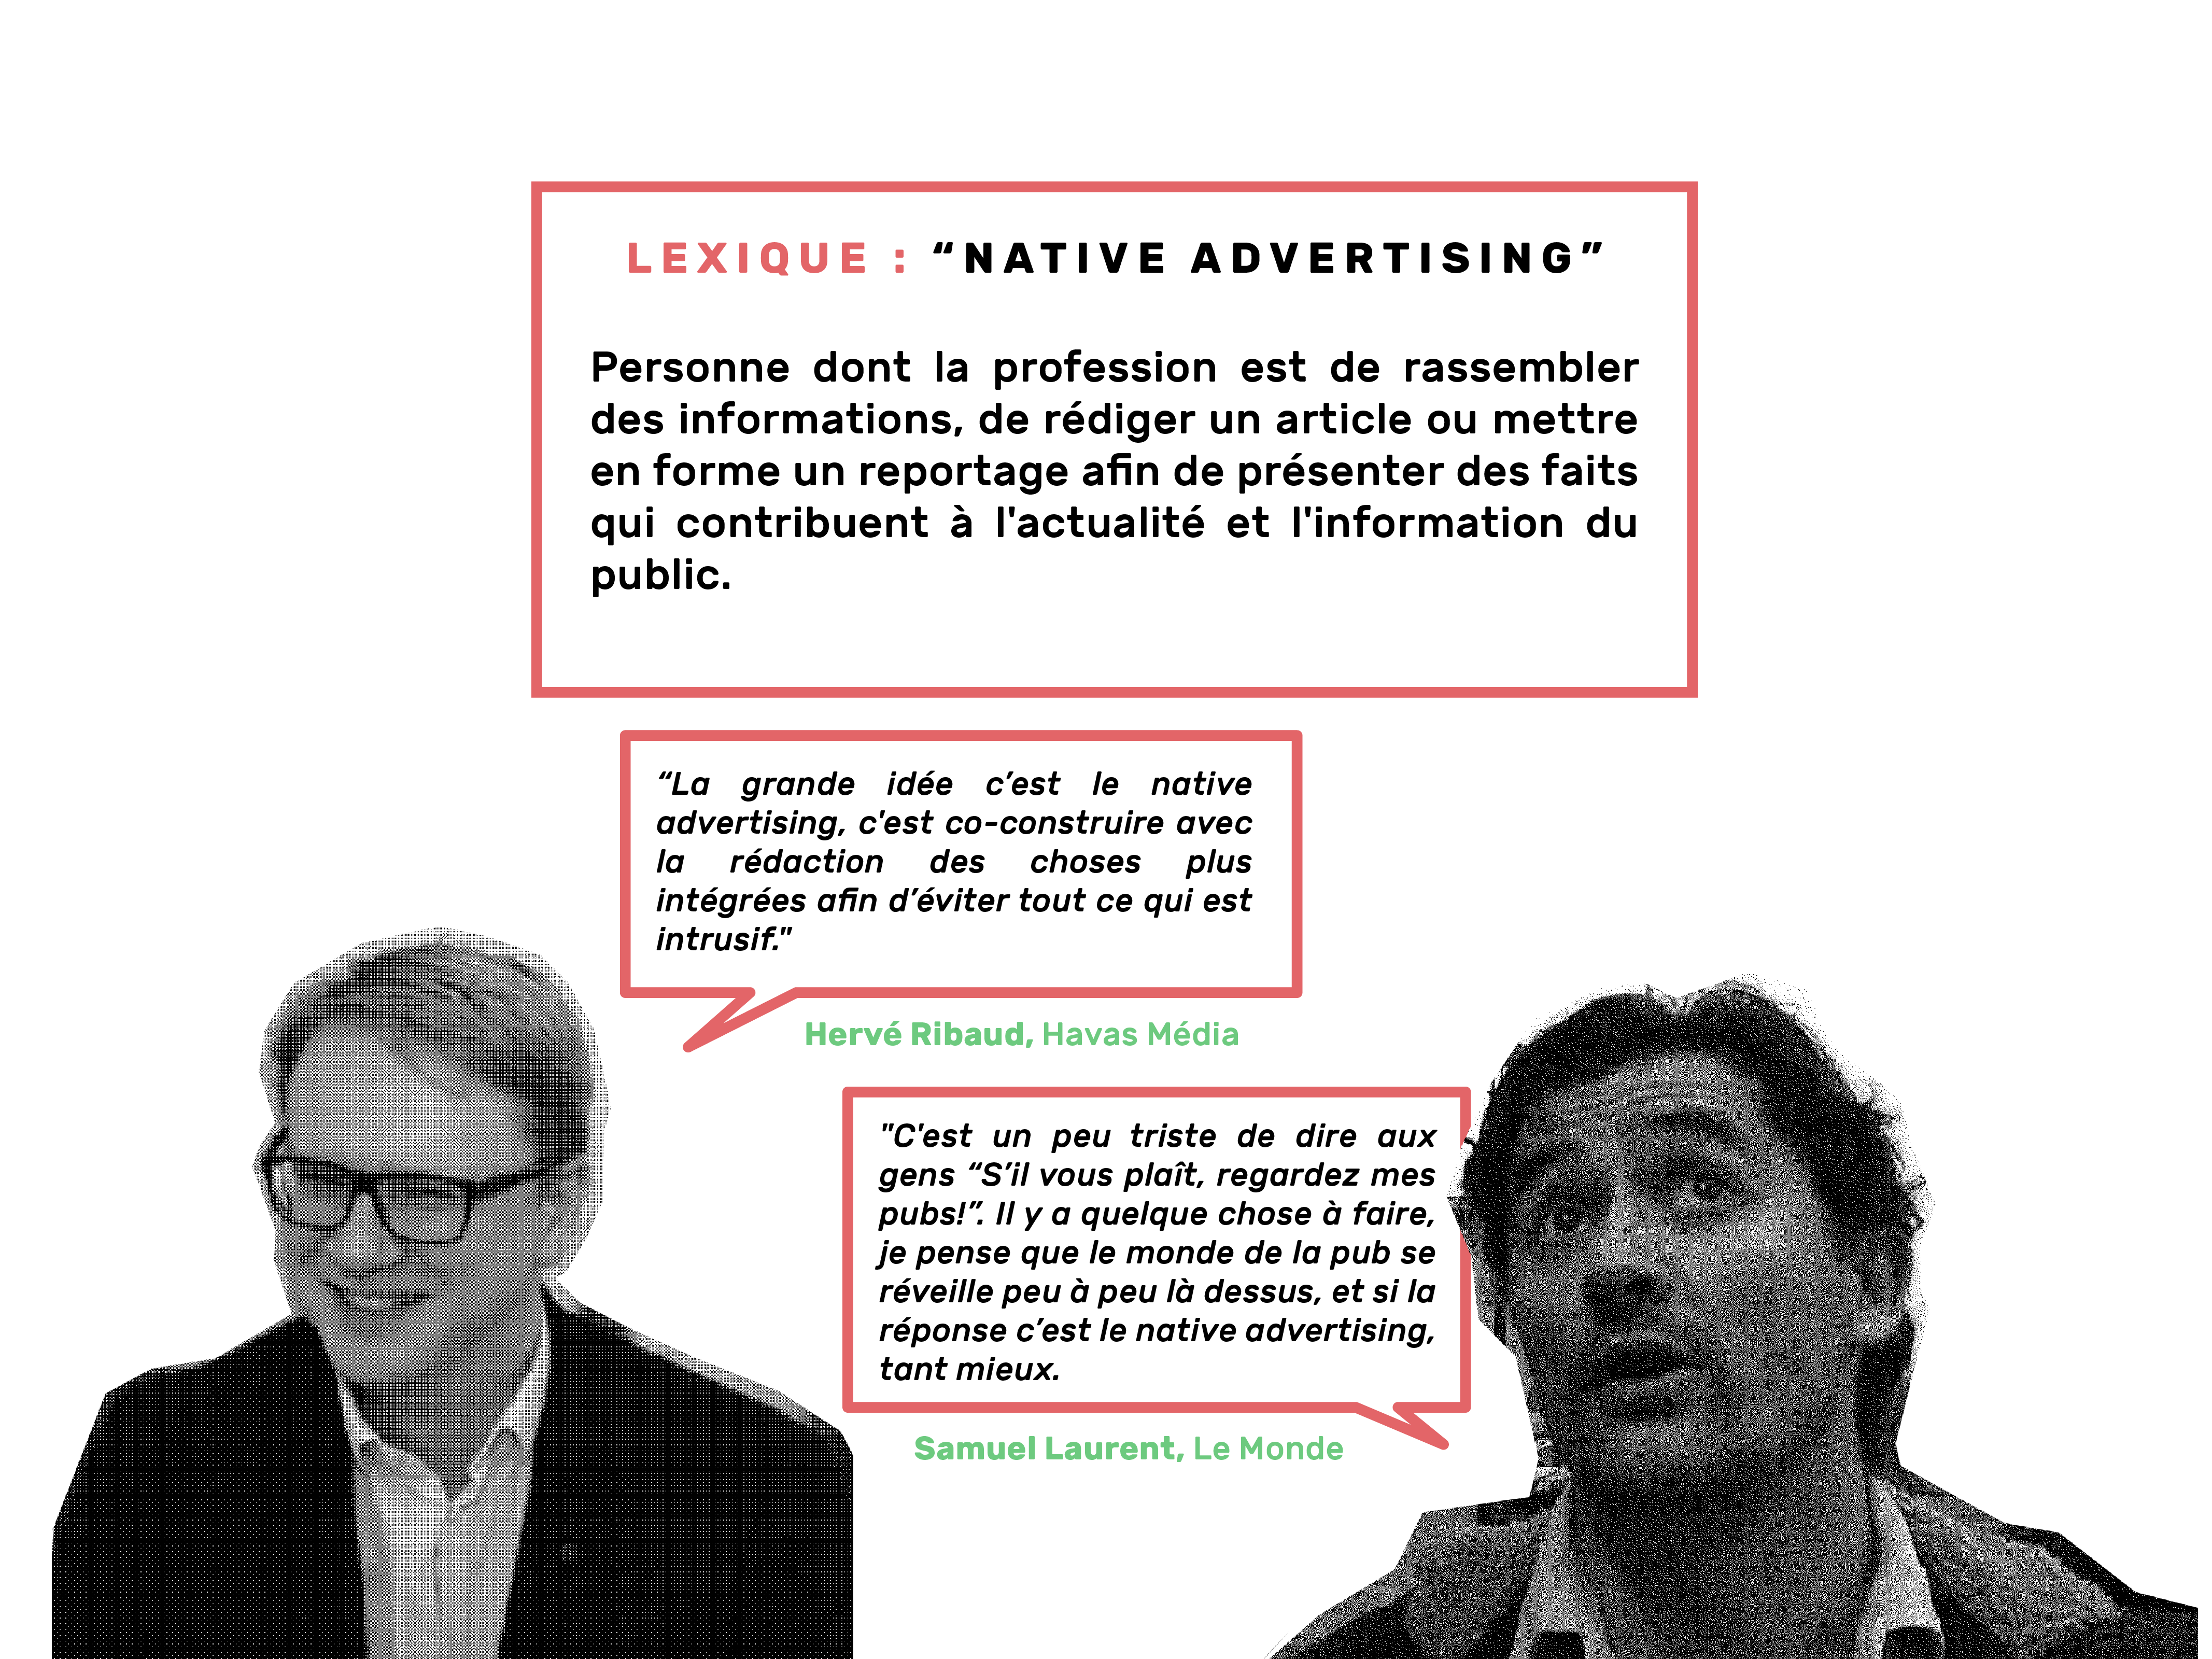 LEXIQUE : “NATIVE ADVERTISING”
Personne dont la profession est de rassembler
des informations, de rédiger un article ou mettre
en forme un reportage afin de présenter des faits
qui contribuent à l'actualité et l'information du
public.
“La grande idée c’est le native
advertising, c'est co-construire avec
la rédaction des choses plus
intégrées afin d’éviter tout ce qui est
intrusif."
Hervé Ribaud, Havas Média
"C'est un peu triste de dire aux
gens “S’il vous plaît, regardez mes
pubs!”. Il y a quelque chose à faire,
je pense que le monde de la pub se
réveille peu à peu là dessus, et si la
réponse c’est le native advertising,
tant mieux.
Samuel Laurent, Le Monde